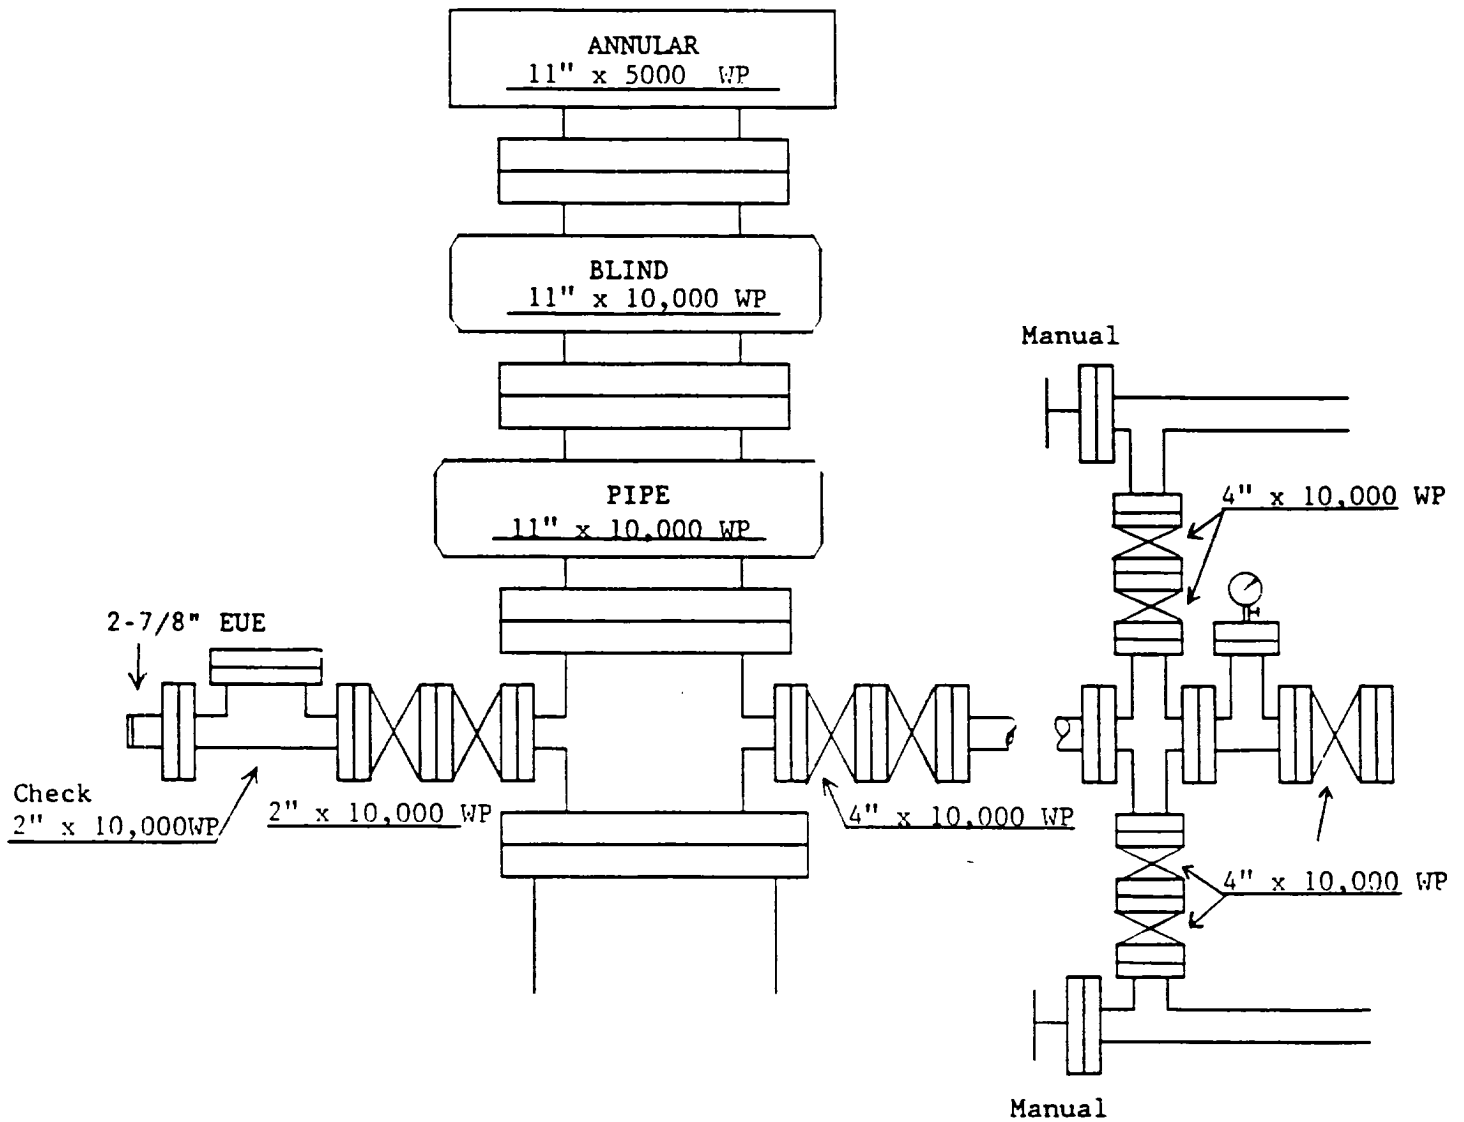 ANNULAR
11" x 5000 WP
BLIND
11" x 10,000 WP
Manual
PIPE
11" x 10,000 WP
4" x 10,000 WP
2-7/8" EUE
Check
2" x 10,000WP
2" x 10,000 WP
4" x 10,000 WP
4" x 10,000 WP
Manual